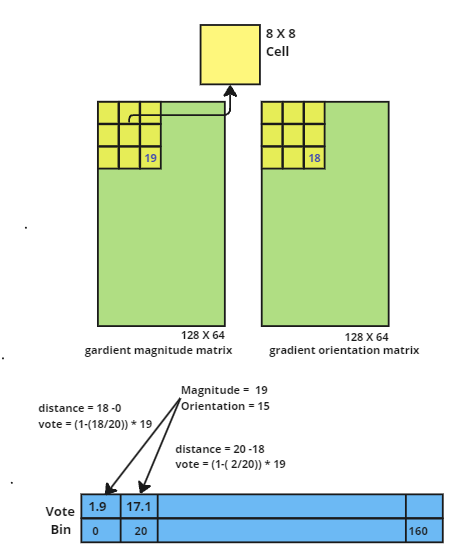 8 X 8
Cell
19
18
128 X 64
gardient magnitude matrix
128 X 64
gradient orientation matrix
Magnitude = 19
Orientation = 15
distance = 18 -0
vote = (1-(18/20)) * 19
distance = 20 -18
vote = (1-( 2/20)) * 19
Vote 1.9 17.1
Bin 0 20 160